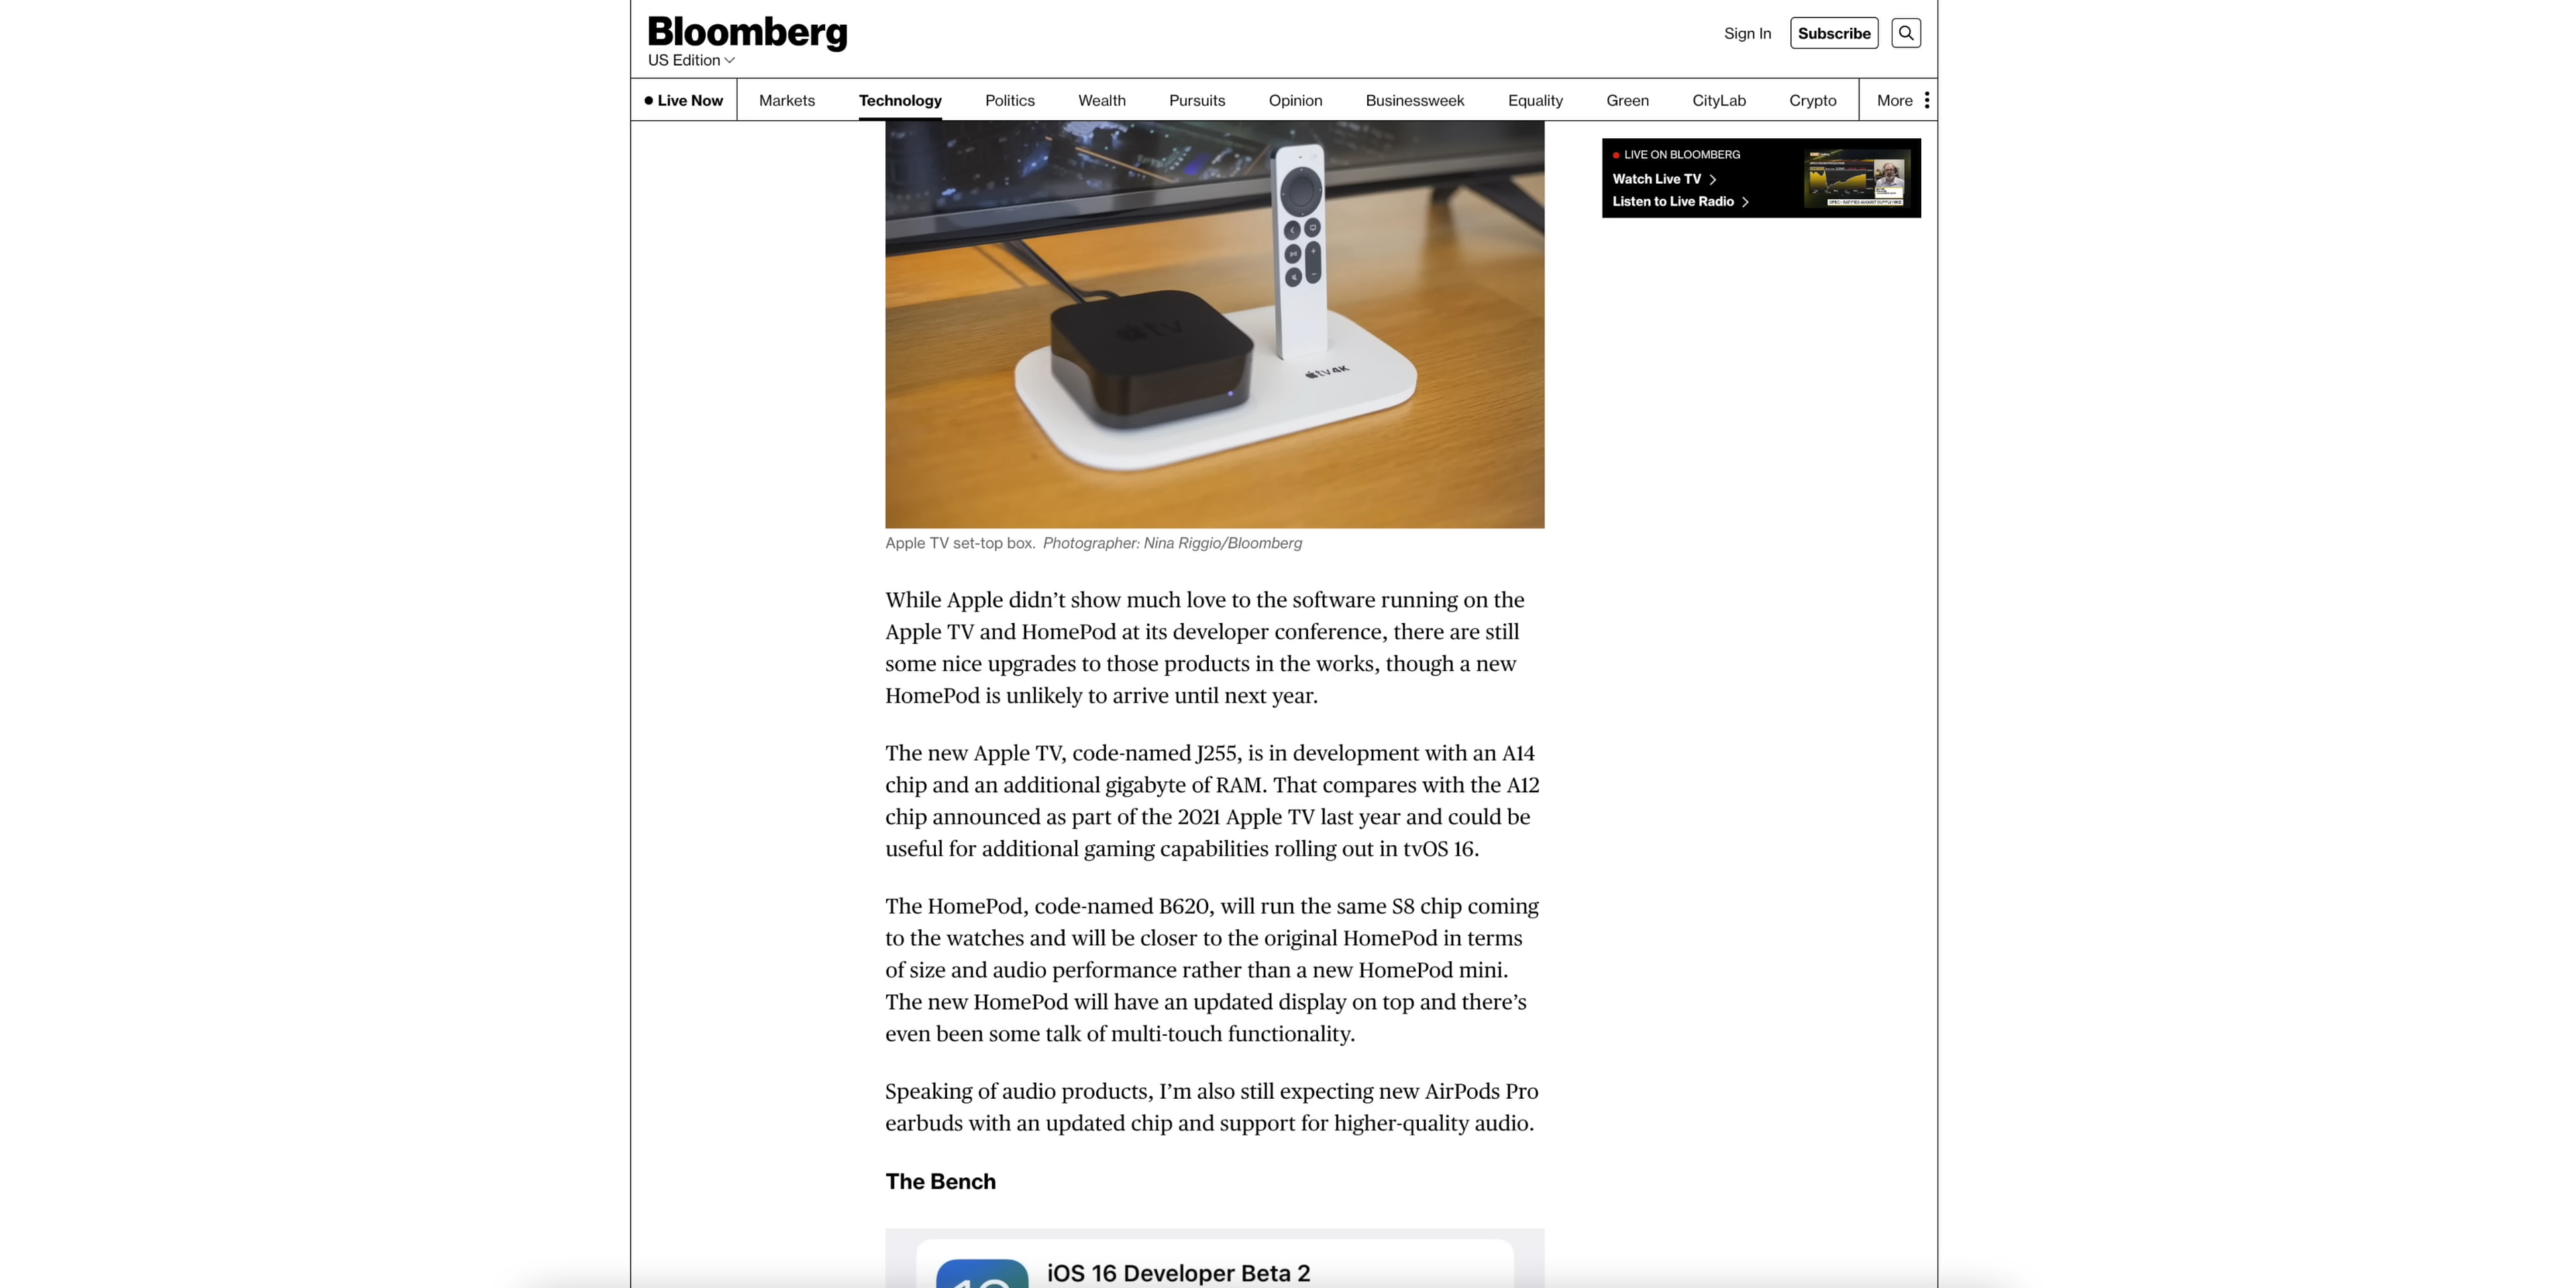 Bloomberg
US Edition
Sign In
Subscribe
Live Now
Markets
Technology
Politics
Wealth
Pursuits
Opinion
Businessweek
Equality
Green
CityLab
Crypto
More
LIVE ON BLOOMBERG
Watch Live TV
Listen to Live Radio
tv
tv4K
Apple TV set-top box. Photographer: Nina Riggio/Bloomberg
While Apple didn’t show much love to the software running on the
Apple TV and HomePod at its developer conference, there are still
some nice upgrades to those products in the works, though a new
HomePod is unlikely to arrive until next year.
The new Apple TV, code-named J255, is in development with an A14
chip and an additional gigabyte of RAM. That compares with the A12
chip announced as part of the 2021 Apple TV last year and could be
useful for additional gaming capabilities rolling out in tvOS 16.
The HomePod, code-named B620, will run the same S8 chip coming
to the watches and will be closer to the original HomePod in terms
of size and audio performance rather than a new HomePod mini.
The new HomePod will have an updated display on top and there’s
even been some talk of multi-touch functionality.
Speaking of audio products, I’m also still expecting new AirPods Pro
earbuds with an updated chip and support for higher-quality audio.
The Bench
iOS 16 Developer Beta 2